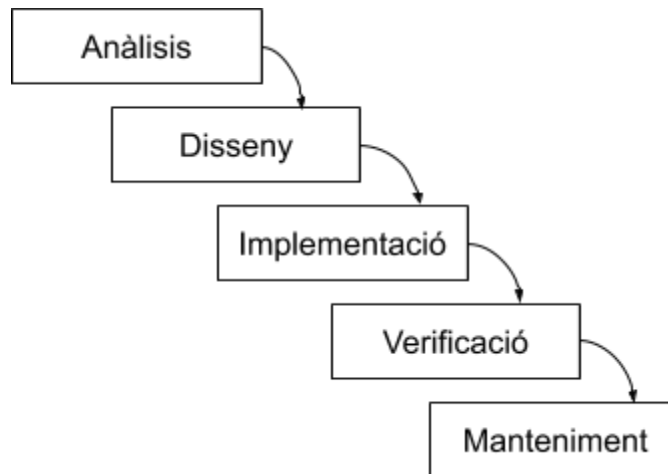 Anàlisis
Disseny
Implementació
Verificació
Manteniment